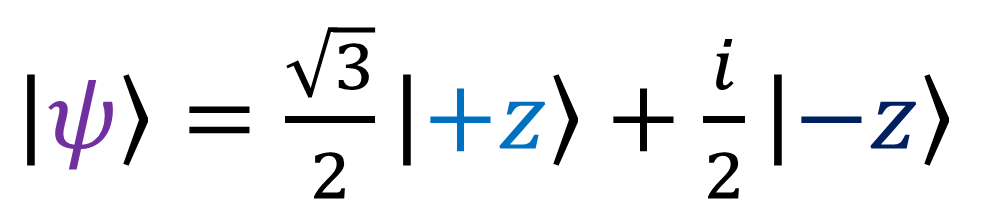 |ψ⟩ = √3/2 |+z⟩ + i/2 |−z⟩